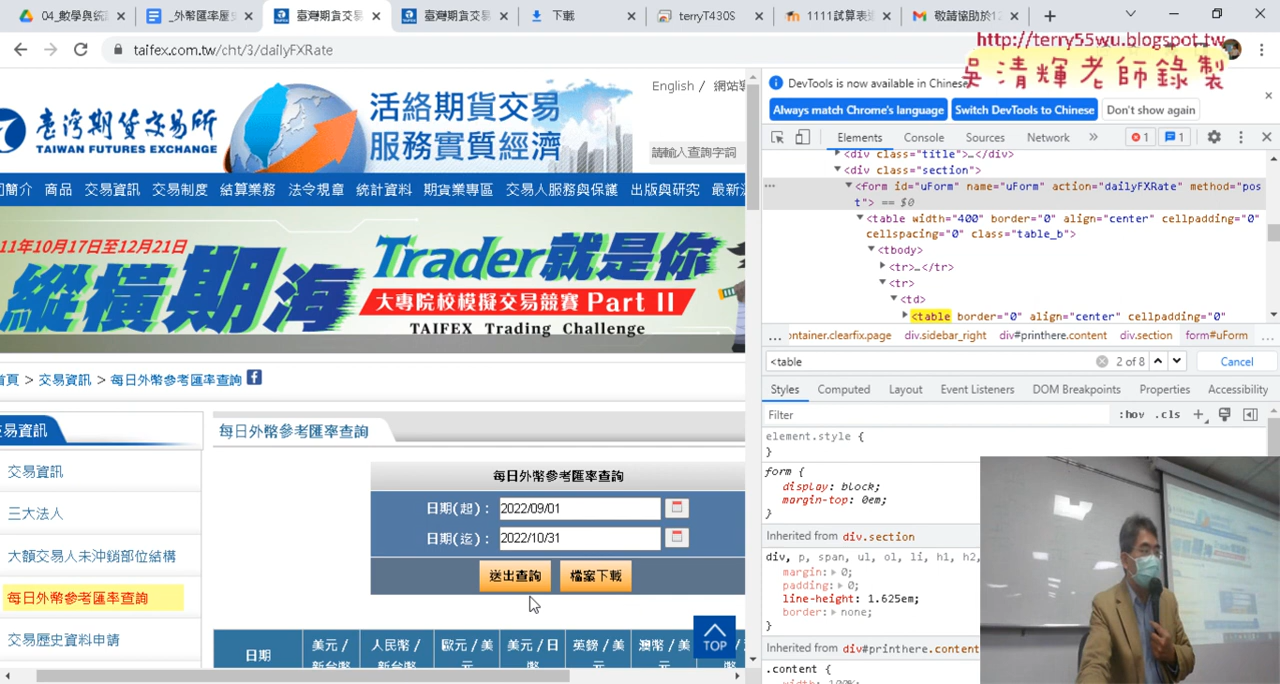 04_數學與統
_外幣匯率歷史
臺灣期貨交易
臺灣期貨交易
下載
terryT430S
1111試算表
敬請協助於12
taifex.com.tw/cht/3/dailyFXRate
http://terry55wu.blogspot.tw
吳清輝老師錄製
English /
臺灣期貨交易所
TAIWAN FUTURES EXCHANGE
活絡期貨交易
服務實質經濟
請輸入查詢字詞
司簡介 商品 交易資訊 交易制度 結算業務 法令規章 統計資料 期貨業專區 交易人服務與保護 出版與研究
11年10月17日至12月21日
縱橫期海
Trader就是你
大專院校模擬交易競賽 Part II
TAIFEX Trading Challenge
首頁 > 交易資訊 > 每日外幣參考匯率查詢
交易資訊
交易資訊
三大法人
大額交易人未沖銷部位結構
每日外幣參考匯率查詢
交易歷史資料申請
每日外幣參考匯率查詢
每日外幣參考匯率查詢
日期(起)： 2022/09/01
日期(迄)： 2022/10/31
送出查詢 檔案下載
日期 美元／ 人民幣／ 歐元／美 美元／日 英鎊／美 澳幣／美
新台幣 新台幣 元 幣 元 元
TOP
DevTools is now available in Chinese
Always match Chrome's language Switch DevTools to Chinese Don't show again
Elements Console Sources Network » 1 1
<div class="title">…</div>
<div class="section">
<form id="uForm" name="uForm" action="dailyFXRate" method="pos
t"> == $0
<table width="400" border="0" align="center" cellpadding="0"
cellspacing="0" class="table_b">
<tbody>
<tr>…</tr>
<tr>
<td>
<table border="0" align="center" cellpadding="0"
... ontainer.clearfix.page div.sidebar_right div#printhere.content div.section form#uForm ...
<table 2 of 8 Cancel
Styles Computed Layout Event Listeners DOM Breakpoints Properties Accessibility
Filter :hov .cls +
element.style {
}
form {
display: block;
margin-top: 0em;
}
Inherited from div.section
div, p, span, ul, ol, li, h1, h2,
margin: 0;
padding: 0;
line-height: 1.625em;
border: none;
}
Inherited from div#printhere.content
.content {
width: 100%;